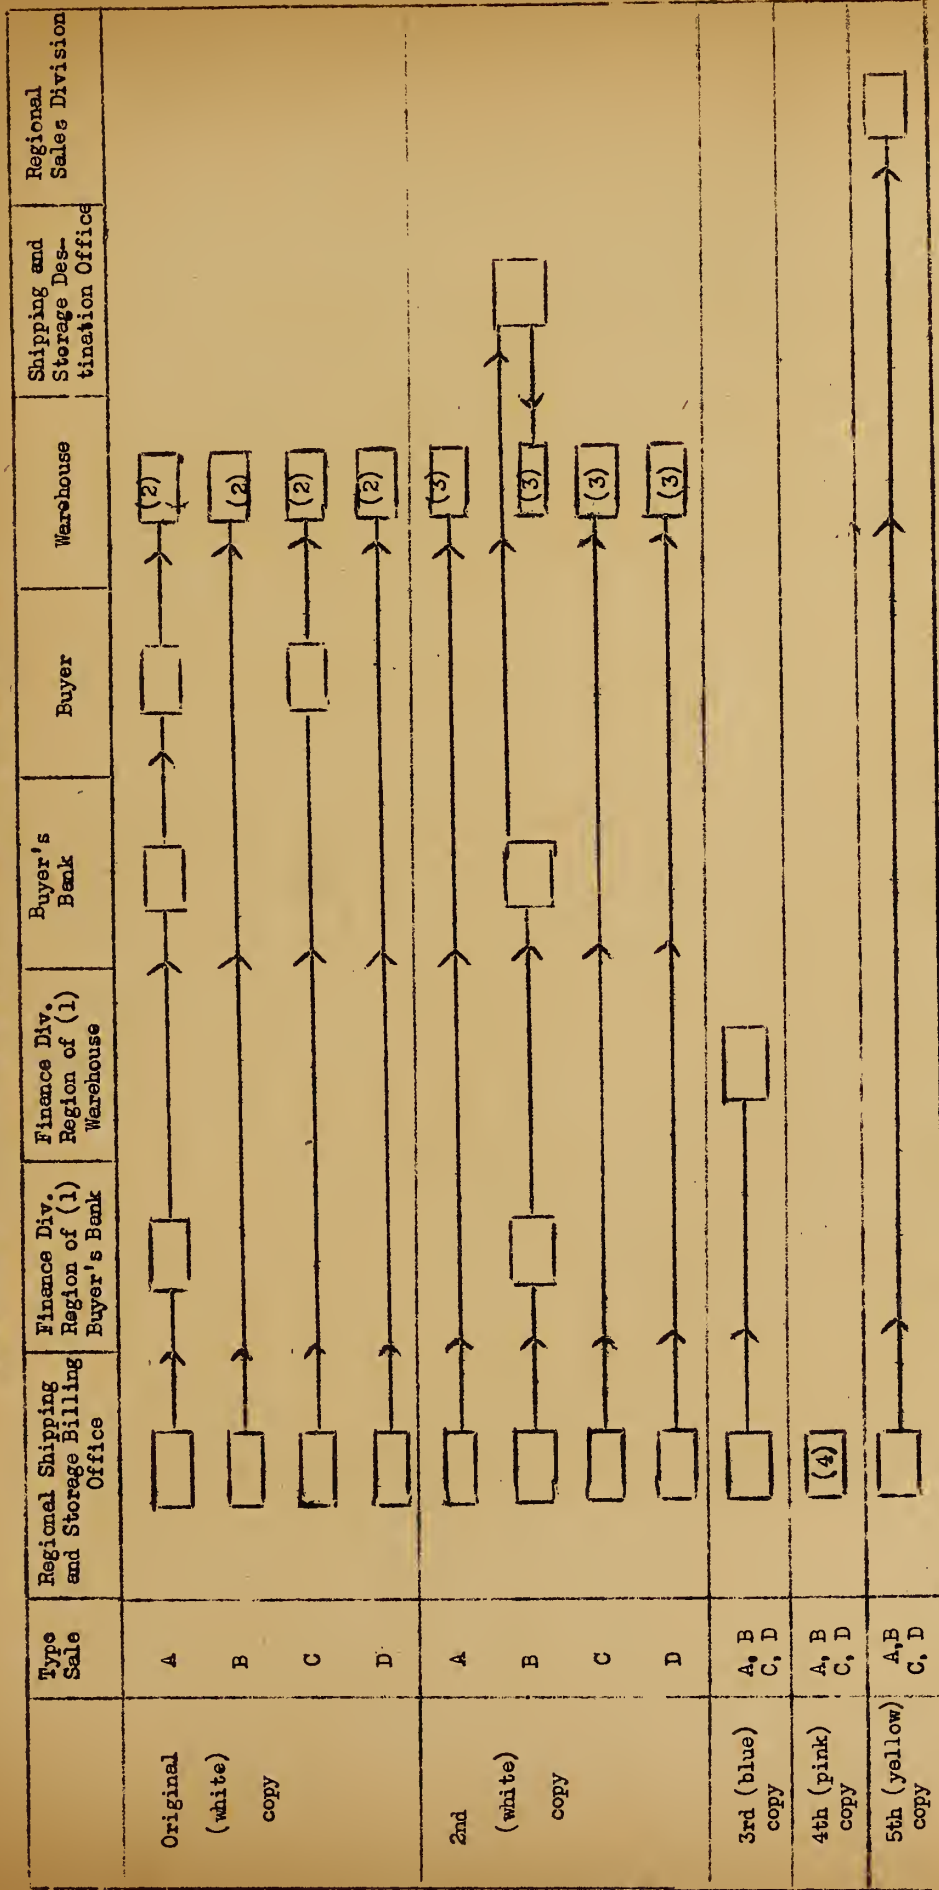 Type
Sale
Regional Shipping
and Storage Billing
Office
Finance Div.
Region of (1)
Buyer's Bank
Finance Div.
Region of (1)
Warehouse
Buyer's
Bank
Buyer
Warehouse
Shipping and
Storage Des-
tination Office
Regional
Sales Division
Original
(white)
copy
A
(2)
B
(2)
C
(2)
D
(2)
2nd
(white)
copy
A
(3)
B
(3)
C
(3)
D
(3)
3rd (blue)
copy
A, B
C, D
4th (pink)
copy
A, B
C, D
(4)
5th (yellow)
copy
A,B
C, D